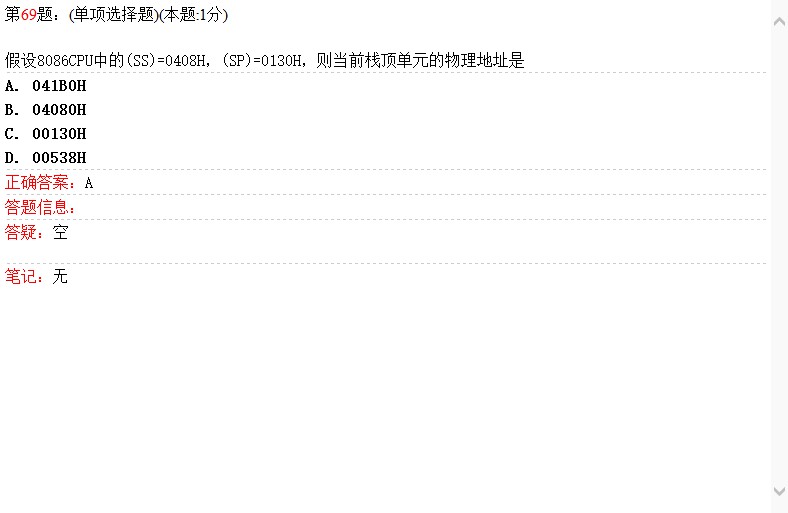 第69题：(单项选择题)(本题:1分)
假设8086CPU中的(SS)=0408H，(SP)=0130H，则当前栈顶单元的物理地址是
A. 041B0H
B. 04080H
C. 00130H
D. 00538H
正确答案：A
答题信息：
答疑：空
笔记：无